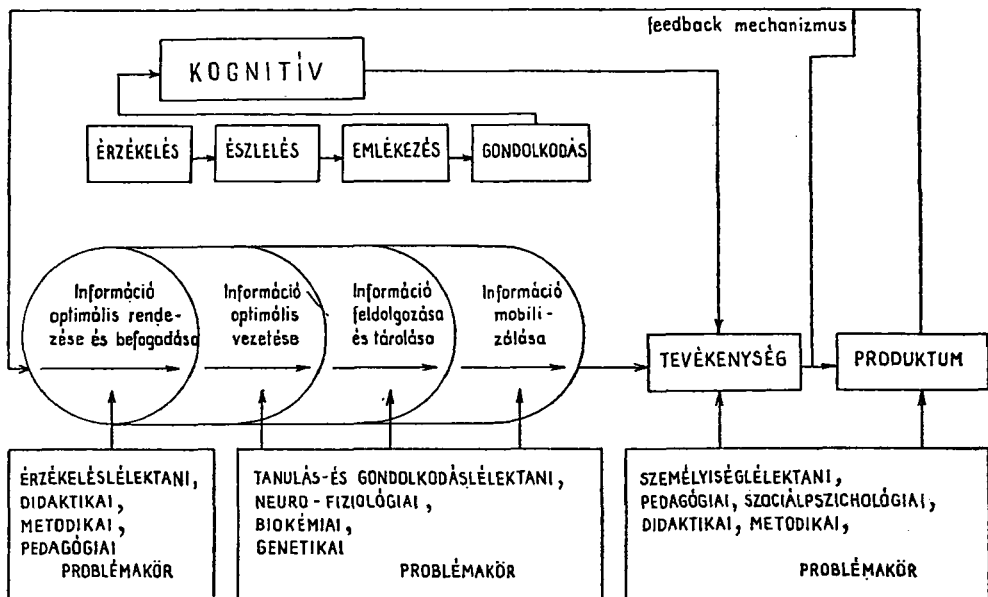 feedback mechanizmus
KOGNITÍV
ÉRZÉKELÉS
ÉSZLELÉS
EMLÉKEZÉS
GONDOLKODÁS
Információ
optimális rende-
zése és befogadása
Információ
optimális
vezetése
Információ
feldolgozása
és tárolása
Információ
mobili-
zálása
TEVÉKENYSÉG
PRODUKTUM
ÉRZÉKELÉSLÉLEKTANI,
DIDAKTIKAI,
METODIKAI,
PEDAGÓGIAI
PROBLÉMAKÖR
TANULÁS-ÉS GONDOLKODÁSLÉLEKTANI,
NEURO-FIZIOLÓGIAI,
BIOKÉMIAI,
GENETIKAI
PROBLÉMAKÖR
SZEMÉLYISÉGLÉLEKTANI,
PEDAGÓGIAI, SZOCIÁLPSZICHOLÓGIAI,
DIDAKTIKAI, METODIKAI,
PROBLÉMAKÖR